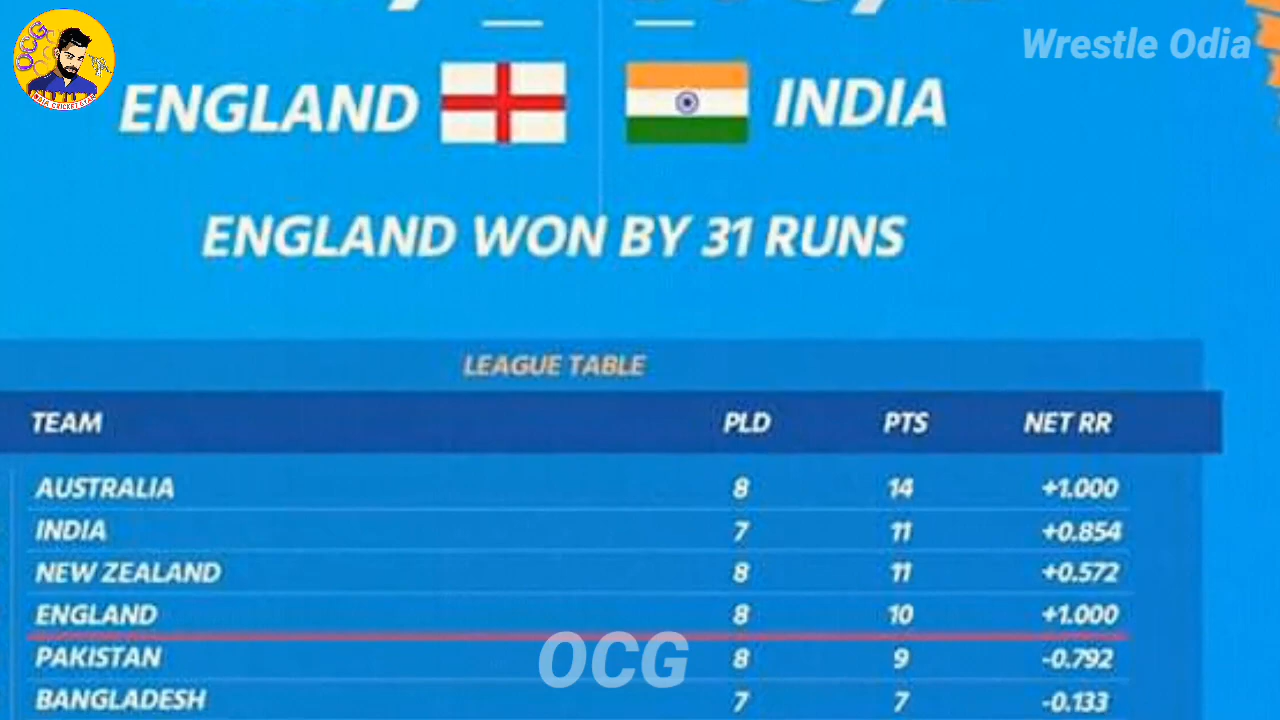 Wrestle Odia
OCG
ENGLAND INDIA
ENGLAND WON BY 31 RUNS
LEAGUE TABLE
TEAM PLD PTS NET RR
AUSTRALIA 8 14 +1.000
INDIA 7 11 +0.854
NEW ZEALAND 8 11 +0.572
ENGLAND 8 10 +1.000
PAKISTAN 8 9 -0.792
BANGLADESH 7 7 -0.133
OCG